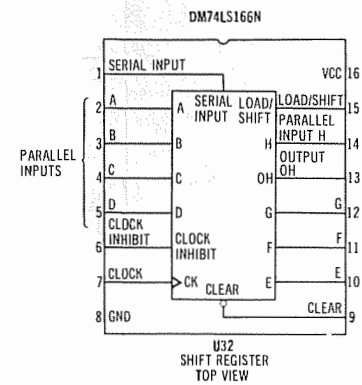 DM74LS166N
SERIAL INPUT
1
VCC 16
2 A
A
SERIAL INPUT
LOAD/ SHIFT
LOAD/SHIFT
15
3 B
B
H
PARALLEL INPUT H
14
PARALLEL INPUTS
4 C
C
OH
OUTPUT OH
13
5 D
D
G
G
12
CLOCK INHIBIT
6
CLOCK INHIBIT
F
F
11
7 CLOCK
CK
E
E
10
CLEAR
8 GND
CLEAR
9
U32
SHIFT REGISTER
TOP VIEW